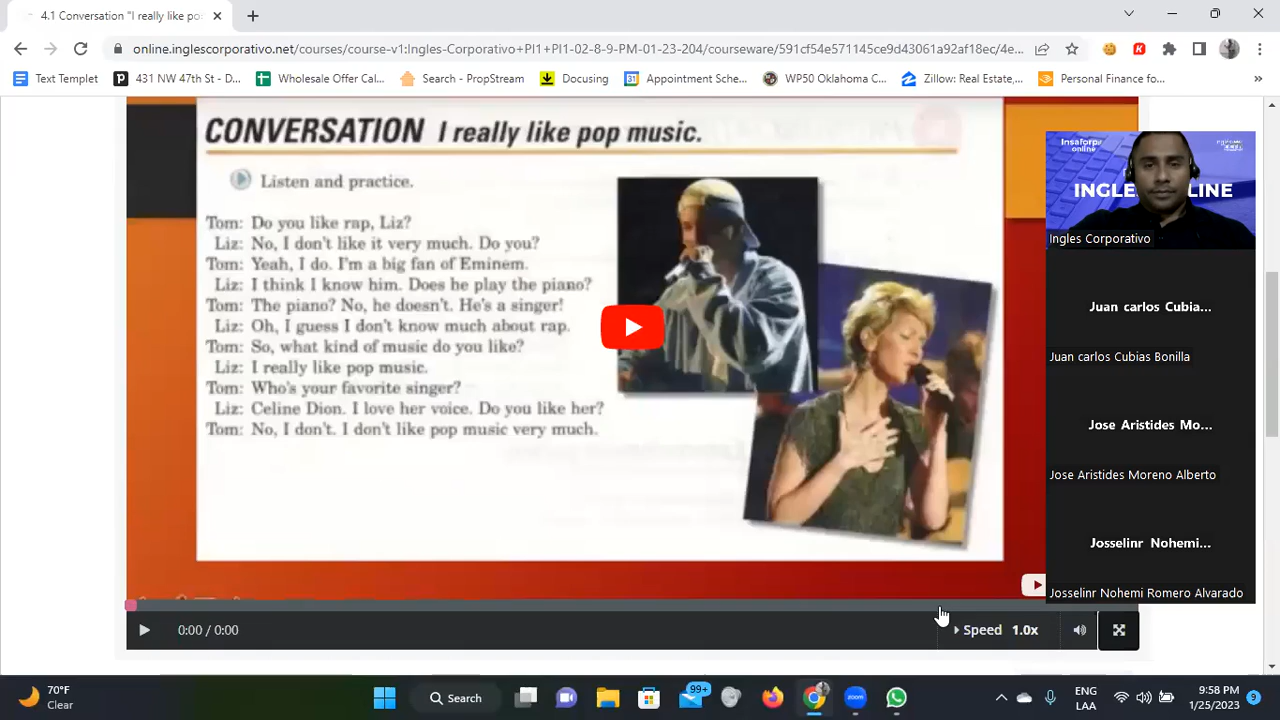 4.1 Conversation "I really like po
online.inglescorporativo.net/courses/course-v1:Ingles-Corporativo+PI1+PI1-02-8-9-PM-01-23-204/courseware/591cf54e571145ce9d43061a92af18ec/4e...
Text Templet
431 NW 47th St - D...
Wholesale Offer Cal...
Search - PropStream
Docusing
Appointment Sche...
WP50 Oklahoma C...
Zillow: Real Estate,...
Personal Finance fo...
CONVERSATION I really like pop music.
Listen and practice.
Tom: Do you like rap, Liz?
Liz: No, I don't like it very much. Do you?
Tom: Yeah, I do. I'm a big fan of Eminem.
Liz: I think I know him. Does he play the piano?
Tom: The piano? No, he doesn't. He's a singer!
Liz: Oh, I guess I don't know much about rap.
Tom: So, what kind of music do you like?
Liz: I really like pop music.
Tom: Who's your favorite singer?
Liz: Celine Dion. I love her voice. Do you like her?
Tom: No, I don't. I don't like pop music very much.
Ingles Corporativo
Juan carlos Cubia...
Juan carlos Cubias Bonilla
Jose Aristides Mo...
Jose Aristides Moreno Alberto
Josselinr Nohemi...
Josselinr Nohemi Romero Alvarado
0:00 / 0:00
Speed 1.0x
70°F
Clear
Search
99+
zoom
ENG
LAA
9:58 PM
1/25/2023
9